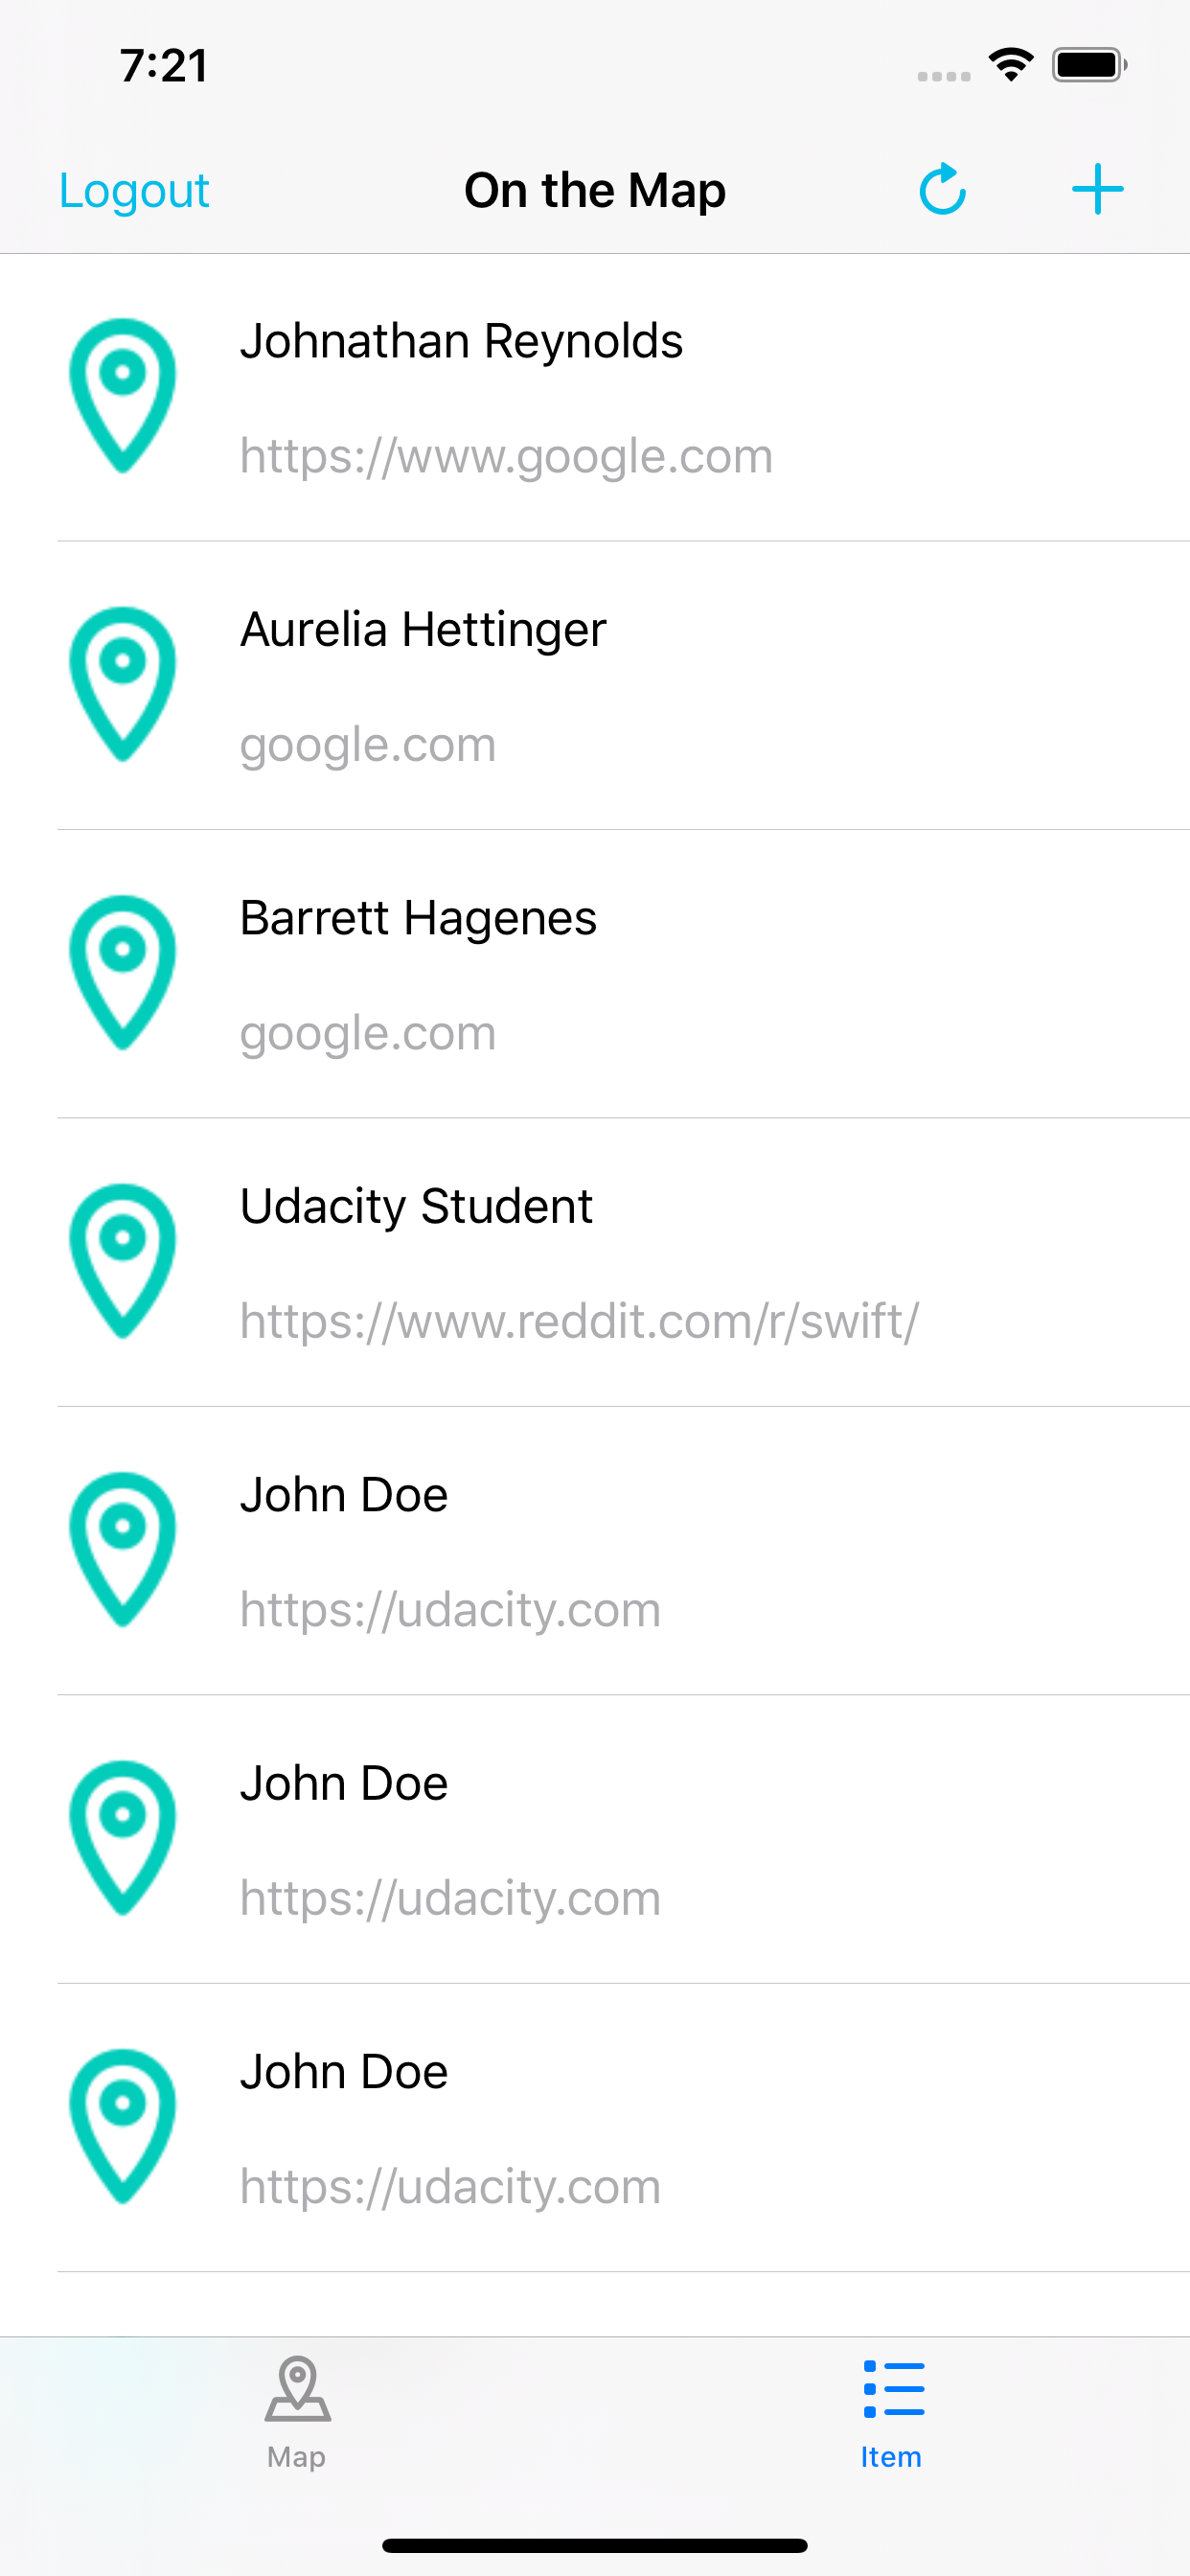 7:21
Logout
On the Map
Johnathan Reynolds
https://www.google.com
Aurelia Hettinger
google.com
Barrett Hagenes
google.com
Udacity Student
https://www.reddit.com/r/swift/
John Doe
https://udacity.com
John Doe
https://udacity.com
John Doe
https://udacity.com
Map
Item